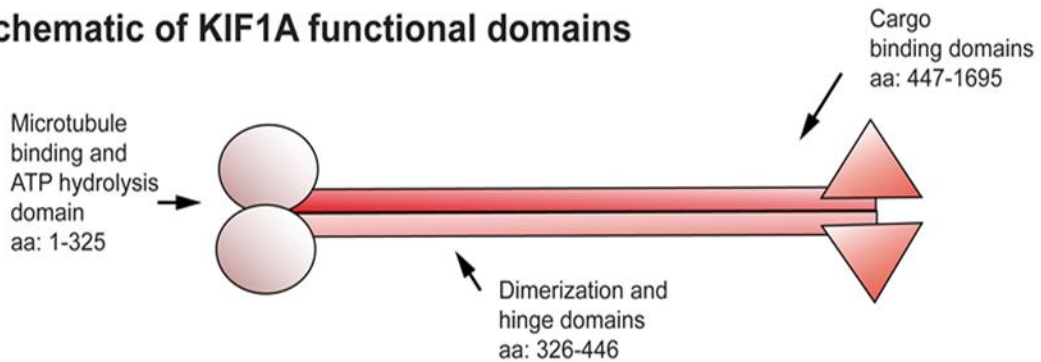 chematic of KIF1A functional domains
Cargo
binding domains
aa: 447-1695
Microtubule
binding and
ATP hydrolysis
domain
aa: 1-325
Dimerization and
hinge domains
aa: 326-446